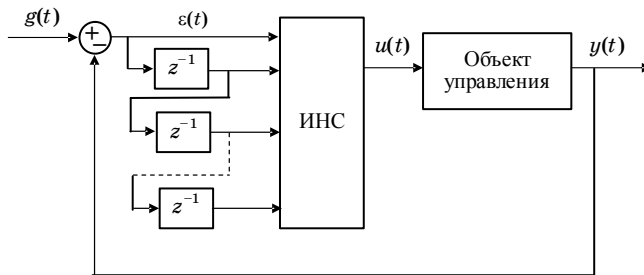 g(t)
+
−
ε(t)
z⁻¹
z⁻¹
z⁻¹
ИНС
u(t)
Объект
управления
y(t)